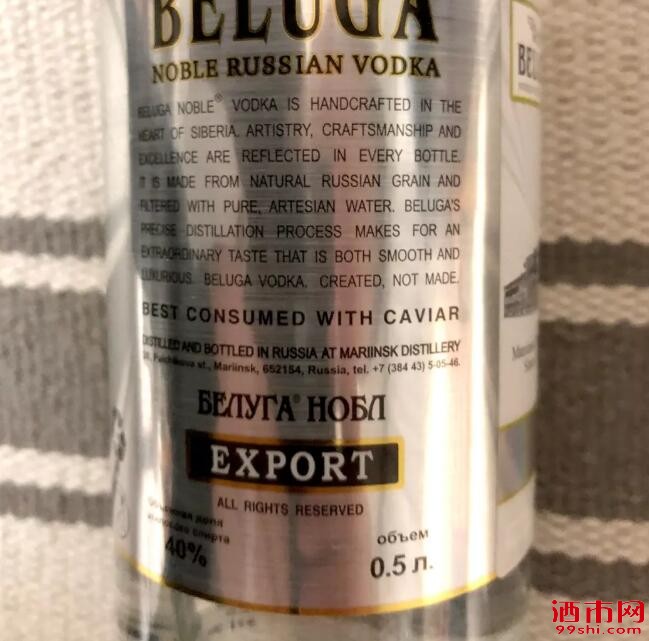 BELUGA
NOBLE RUSSIAN VODKA
BELUGA NOBLE® VODKA IS HANDCRAFTED IN THE
HEART OF SIBERIA. ARTISTRY, CRAFTSMANSHIP AND
EXCELLENCE ARE REFLECTED IN EVERY BOTTLE.
IT IS MADE FROM NATURAL RUSSIAN GRAIN AND
FILTERED WITH PURE, ARTESIAN WATER. BELUGA'S
PRECISE DISTILLATION PROCESS MAKES FOR AN
EXTRAORDINARY TASTE THAT IS BOTH SMOOTH AND
LUXURIOUS. BELUGA VODKA. CREATED, NOT MADE.
BEST CONSUMED WITH CAVIAR
DISTILLED AND BOTTLED IN RUSSIA AT MARIINSK DISTILLERY
st., Mariinsk, 652154, Russia, tel. +7 (384 43) 5-05-46.
БЕЛУГА® НОБЛ
EXPORT
ALL RIGHTS RESERVED
Объемная доля
этилового спирта
40%
объем
0.5 л.
BEL
酒市网
99shi.com